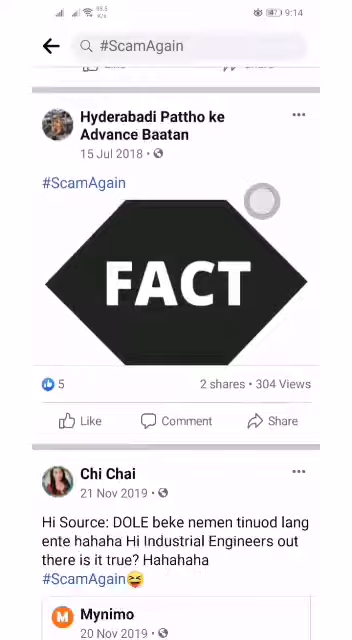 9:14
#ScamAgain
Hyderabadi Pattho ke
Advance Baatan
15 Jul 2018 •
#ScamAgain
FACT
5
2 shares • 304 Views
Like
Comment
Share
Chi Chai
21 Nov 2019 •
Hi Source: DOLE beke nemen tinuod lang
ente hahaha Hi Industrial Engineers out
there is it true? Hahahaha
#ScamAgain😝
M
Mynimo
20 Nov 2019 •